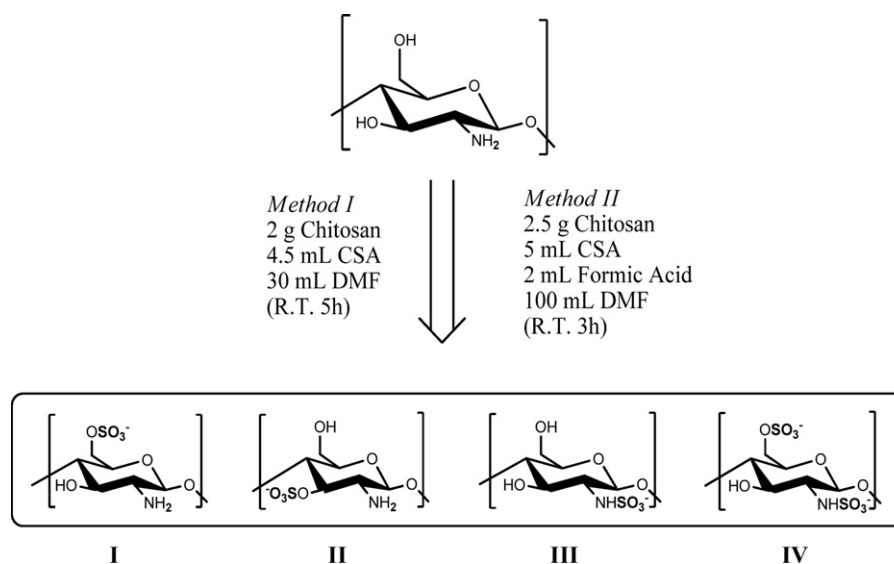 OH
O
HO
NH2
O
Method I
2 g Chitosan
4.5 mL CSA
30 mL DMF
(R.T. 5h)
Method II
2.5 g Chitosan
5 mL CSA
2 mL Formic Acid
100 mL DMF
(R.T. 3h)
OSO3-
O
HO
NH2
O
I
OH
O
-O3SO
NH2
O
II
OH
O
HO
NHSO3-
O
III
OSO3-
O
HO
NHSO3-
O
IV